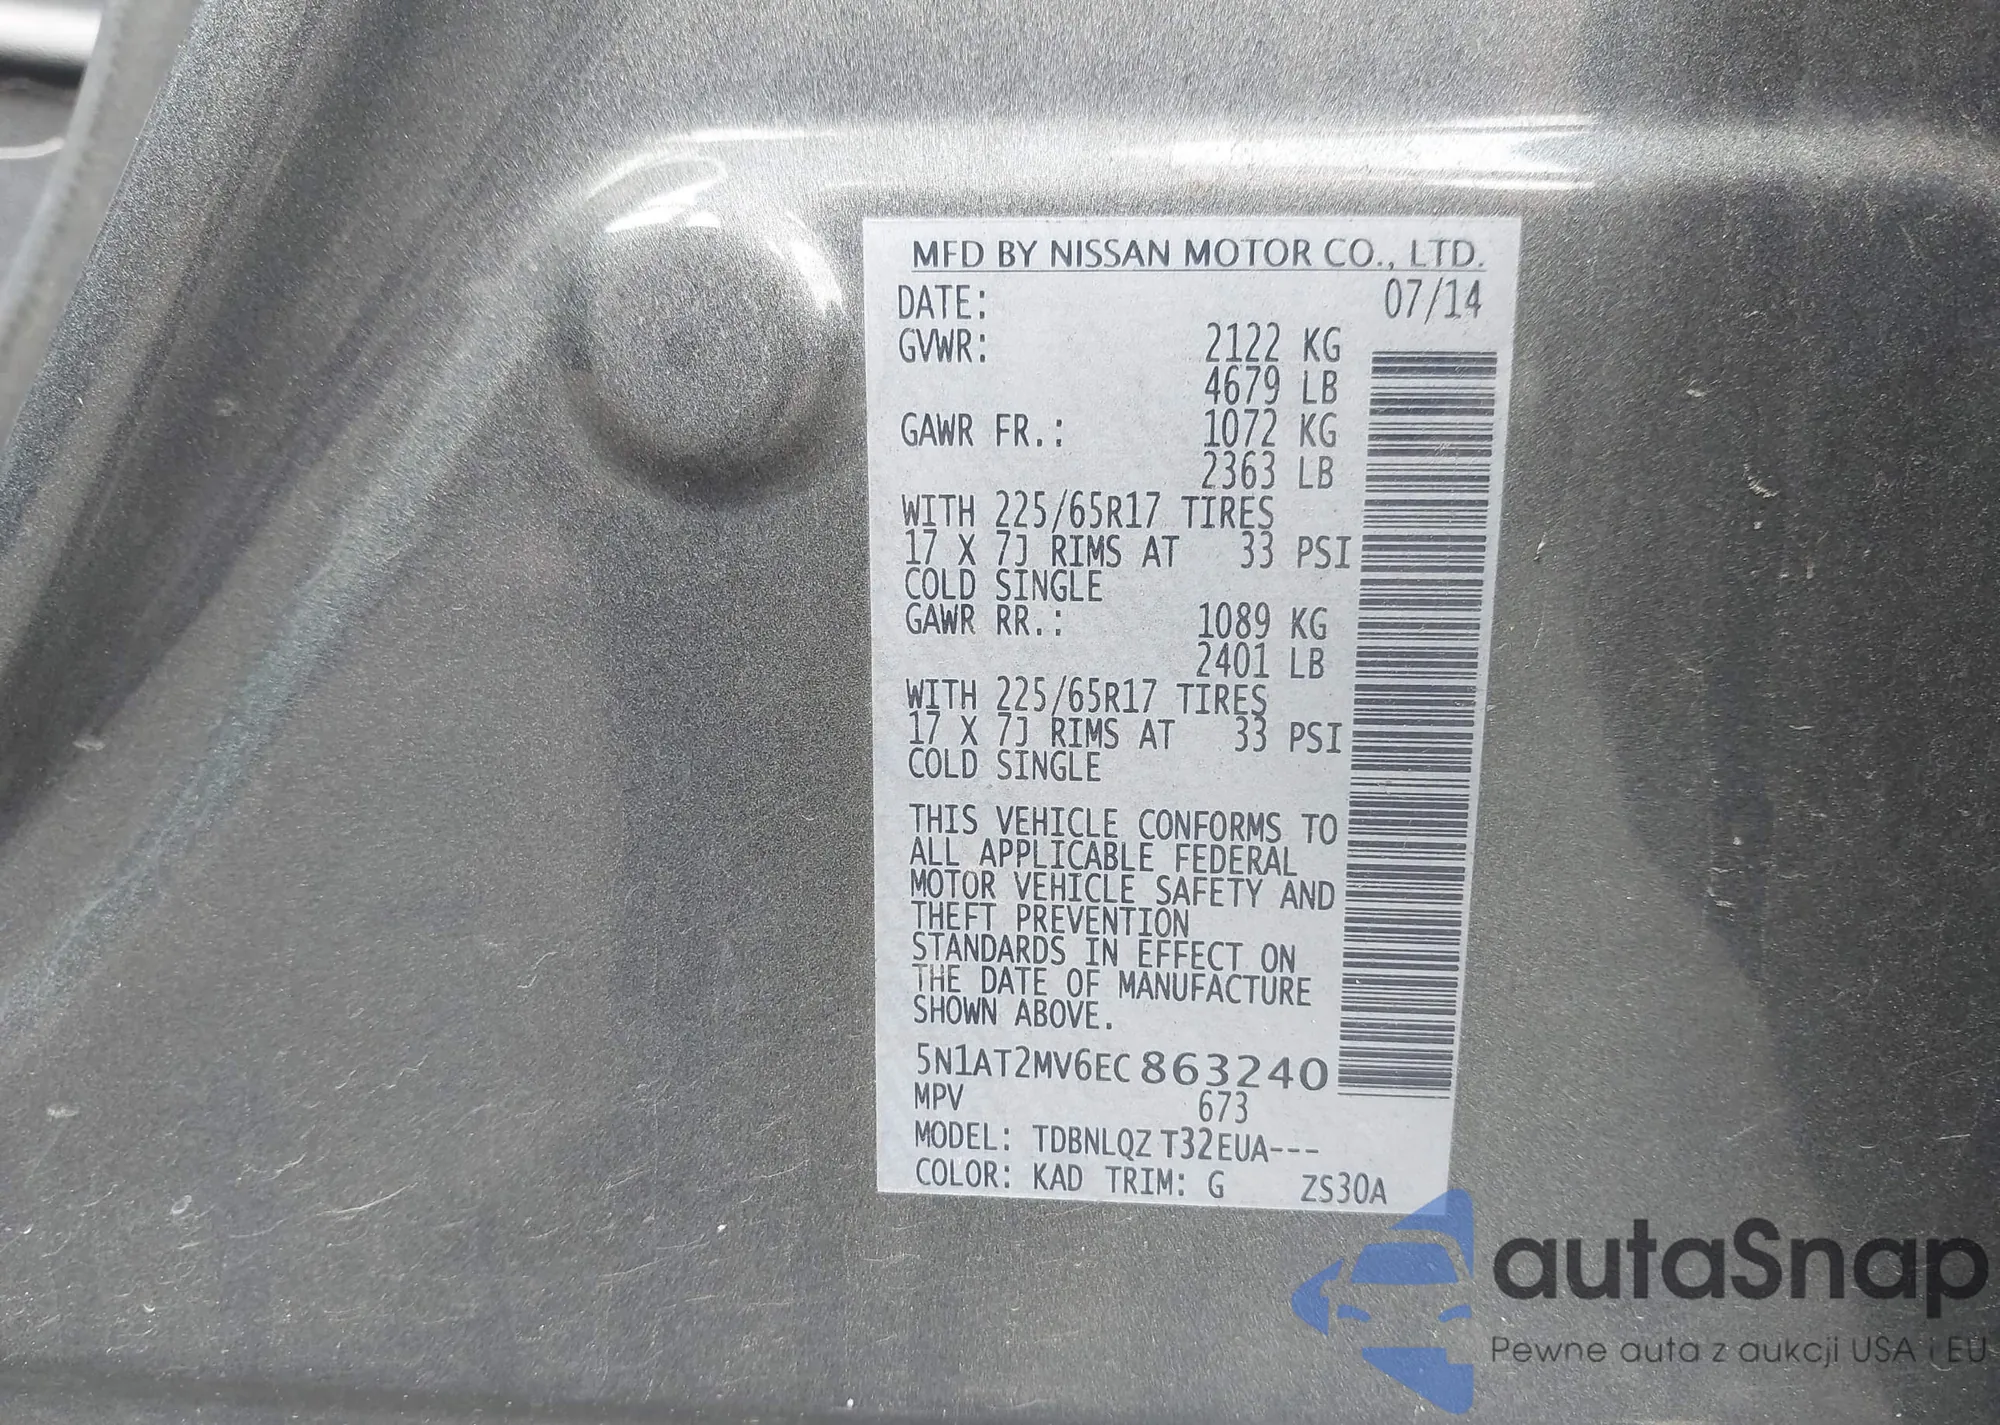 MFD BY NISSAN MOTOR CO., LTD.
DATE: 07/14
GVWR: 2122 KG
4679 LB
GAWR FR.: 1072 KG
2363 LB
WITH 225/65R17 TIRES
17 X 7J RIMS AT 33 PSI
COLD SINGLE
GAWR RR.: 1089 KG
2401 LB
WITH 225/65R17 TIRES
17 X 7J RIMS AT 33 PSI
COLD SINGLE
THIS VEHICLE CONFORMS TO
ALL APPLICABLE FEDERAL
MOTOR VEHICLE SAFETY AND
THEFT PREVENTION
STANDARDS IN EFFECT ON
THE DATE OF MANUFACTURE
SHOWN ABOVE.
5N1AT2MV6EC863240
MPV 673
MODEL: TDBNLQZ T32EUA---
COLOR: KAD TRIM: G ZS30A
autaSnap
Pewne auta z aukcji USA i EU